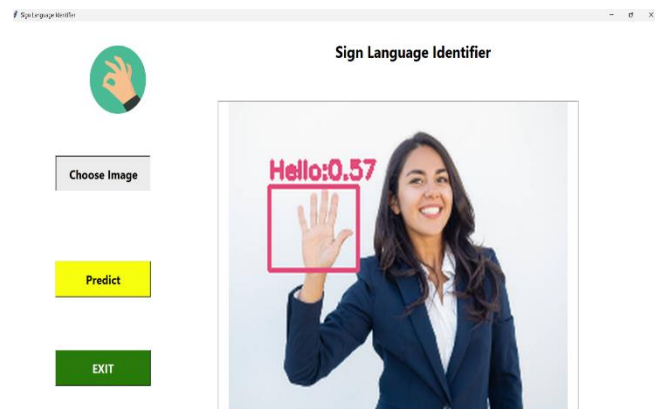 Sign Language Identifier
Sign Language Identifier
Hello:0.57
Choose Image
Predict
EXIT